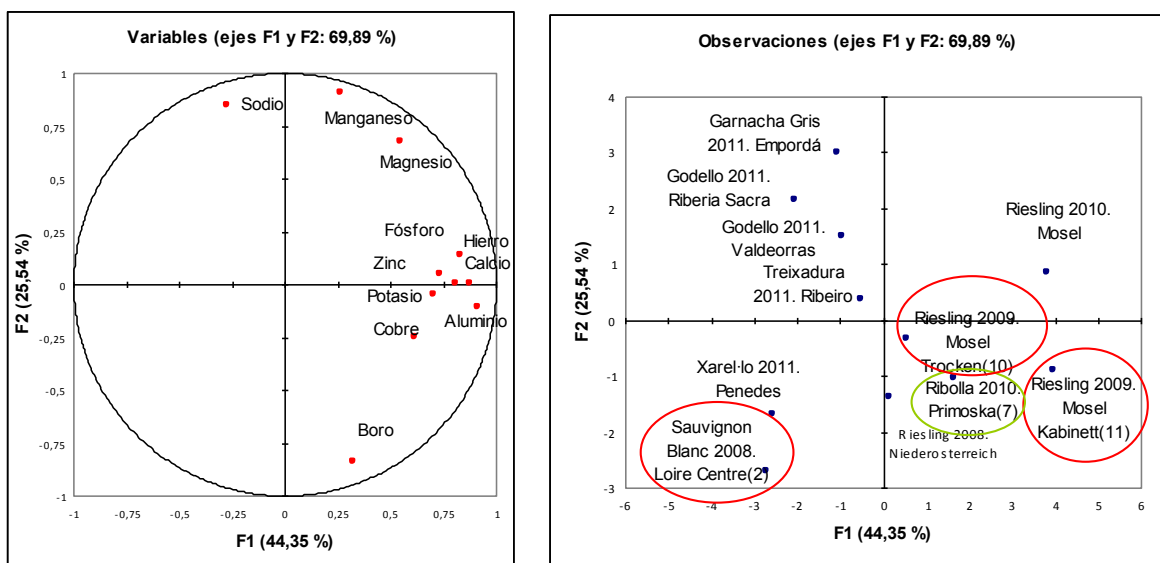 Variables (ejes F1 y F2: 69,89 %)
1
0,75
0,5
0,25
0
-0,25
-0,5
-0,75
-1
F2 (25,54 %)
Sodio
Manganeso
Magnesio
Fósforo
Hierro
Zinc
Calcio
Potasio
Cobre
Aluminio
Boro
-1
-0,75
-0,5
-0,25
0
0,25
0,5
0,75
1
F1 (44,35 %)
Observaciones (ejes F1 y F2: 69,89 %)
4
3
2
1
0
-1
-2
-3
F2 (25,54 %)
Garnacha Gris
2011. Empordá
Godello 2011.
Riberia Sacra
Godello 2011.
Valdeorras
Treixadura
2011. Ribeiro
Riesling 2010.
Mosel
Riesling 2009.
Mosel
Trocken(10)
Xarel·lo 2011.
Penedes
Ribolla 2010.
Primoska(7)
Riesling 2009.
Mosel
Kabinett(11)
Sauvignon
Blanc 2008.
Loire Centre(2)
Riesling 2008.
Niederosterreich
-6
-5
-4
-3
-2
-1
0
1
2
3
4
5
6
F1 (44,35 %)